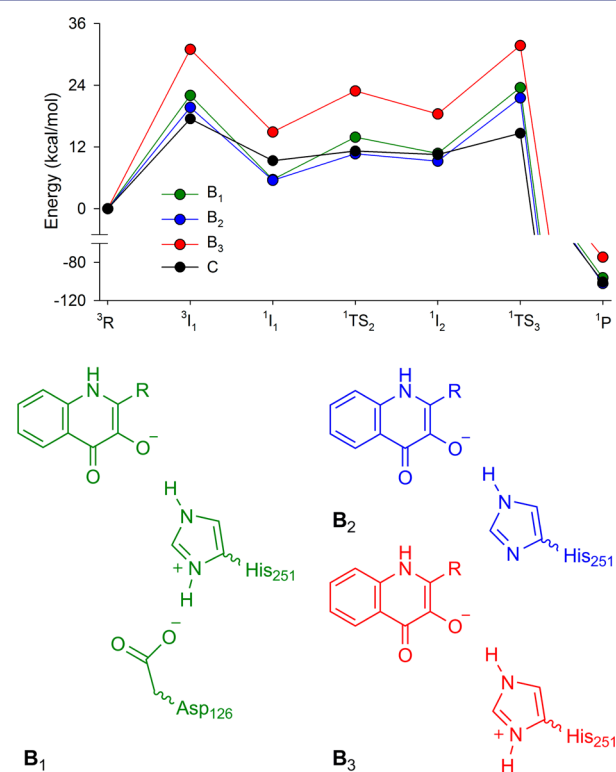 36
24
12
0
-80
-120
Energy (kcal/mol)
B₁
B₂
B₃
C
³R
³I₁
¹I₁
¹TS₂
¹I₂
¹TS₃
¹P
H
N
R
O⁻
O
H
N
N
+
H
His₂₅₁
O
O⁻
Asp₁₂₆
B₁
H
N
R
O⁻
O
H
N
N
His₂₅₁
B₂
H
N
R
O⁻
O
H
N
N
+
H
His₂₅₁
B₃